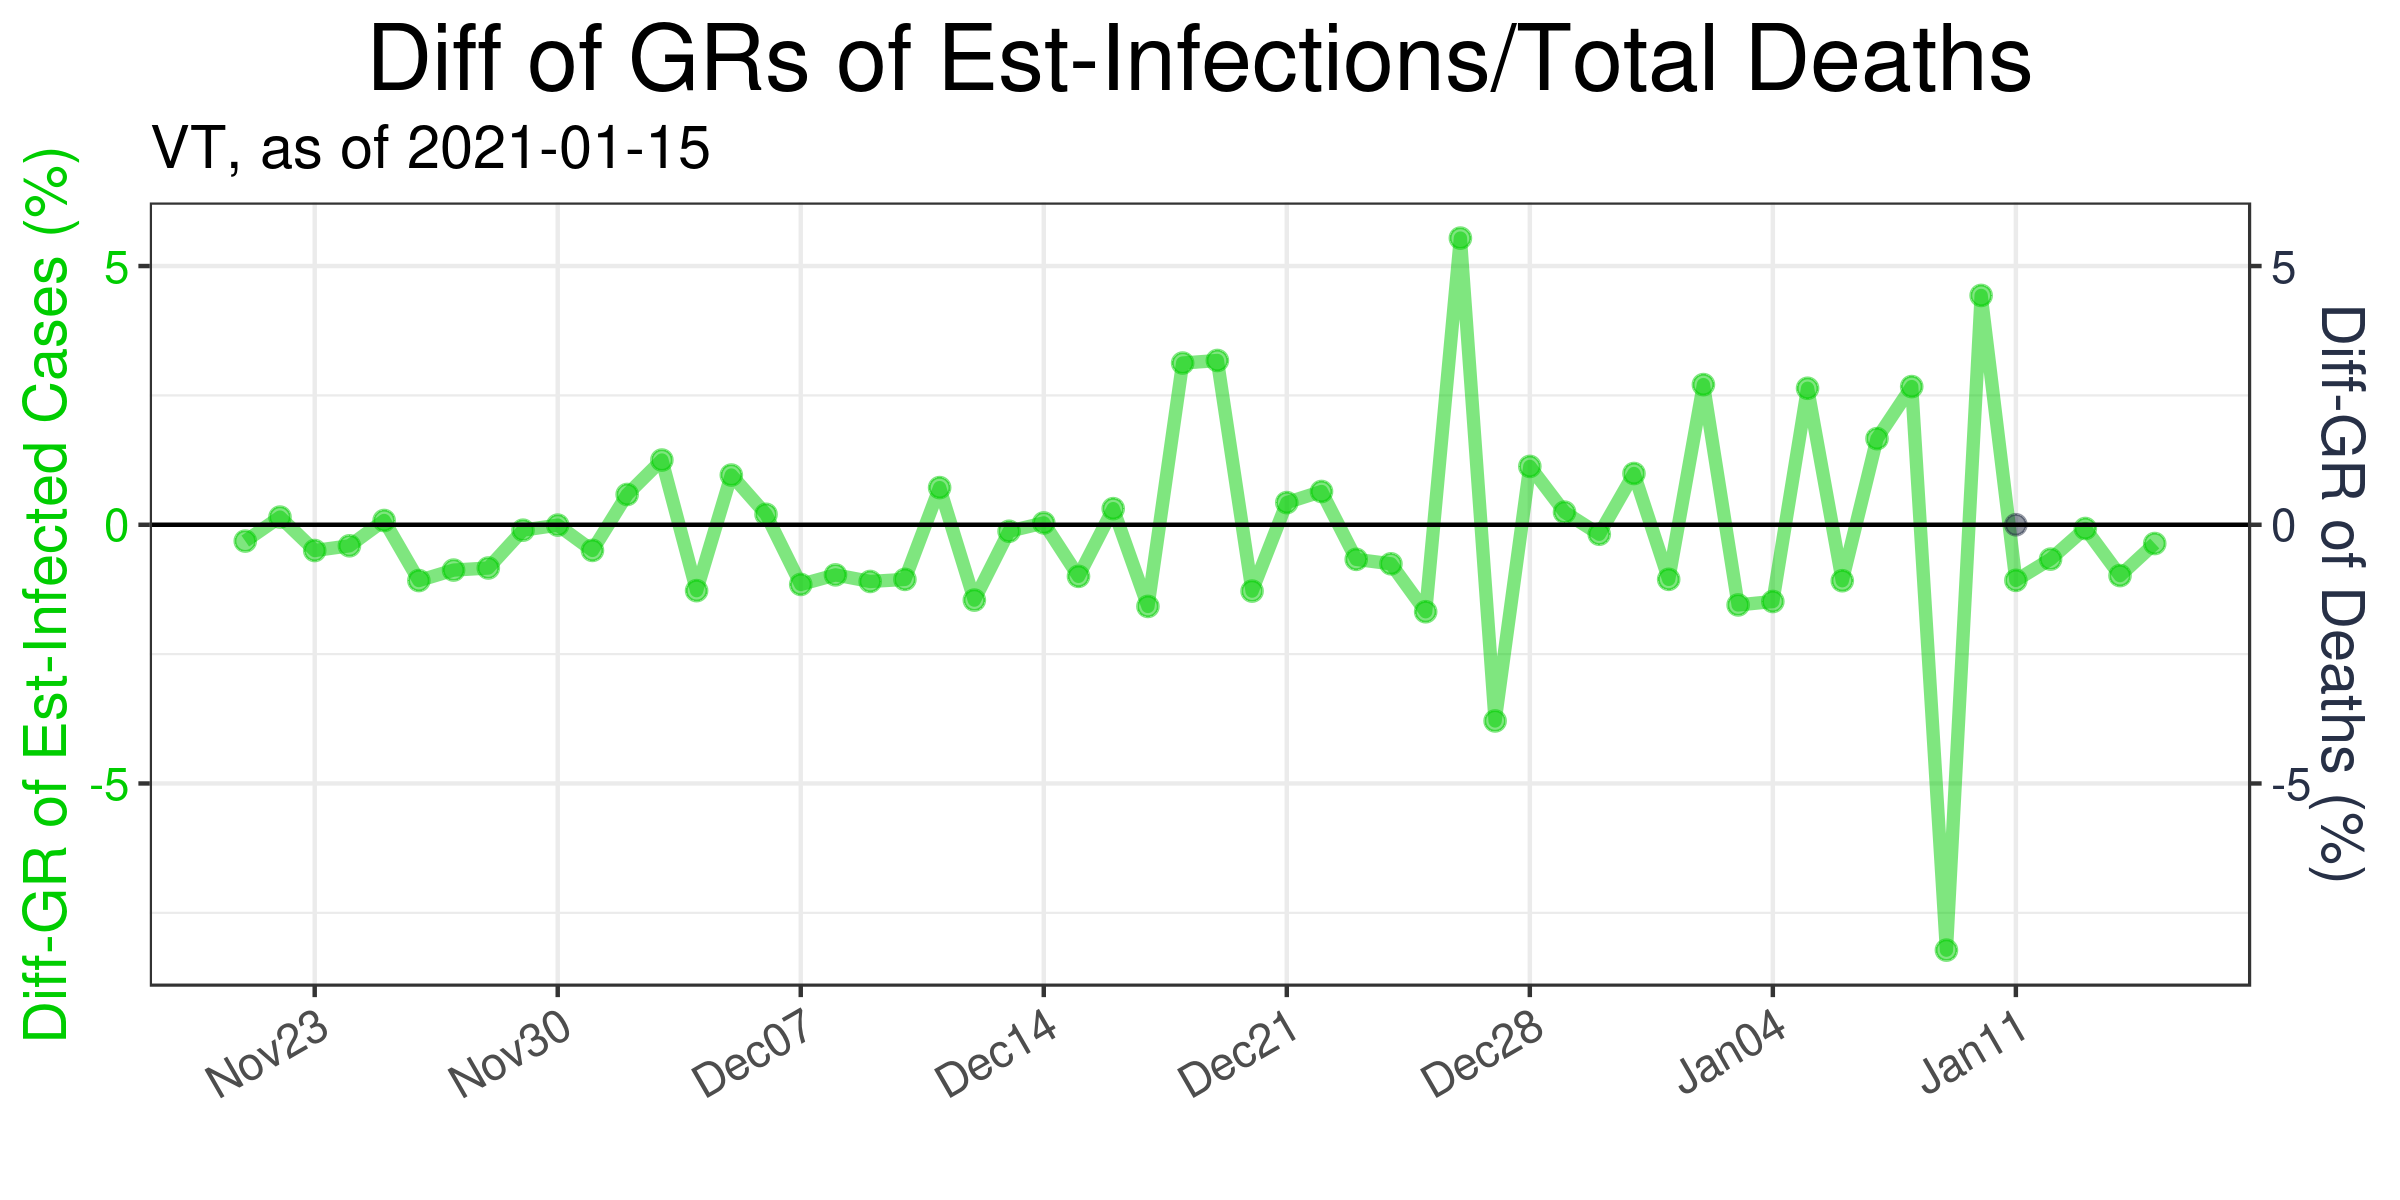 Diff of GRs of Est-Infections/Total Deaths
VT, as of 2021-01-15
Diff-GR of Est-Infected Cases (%)
5
0
-5
5
0
-5
Diff-GR of Deaths (%)
Nov23
Nov30
Dec07
Dec14
Dec21
Dec28
Jan04
Jan11